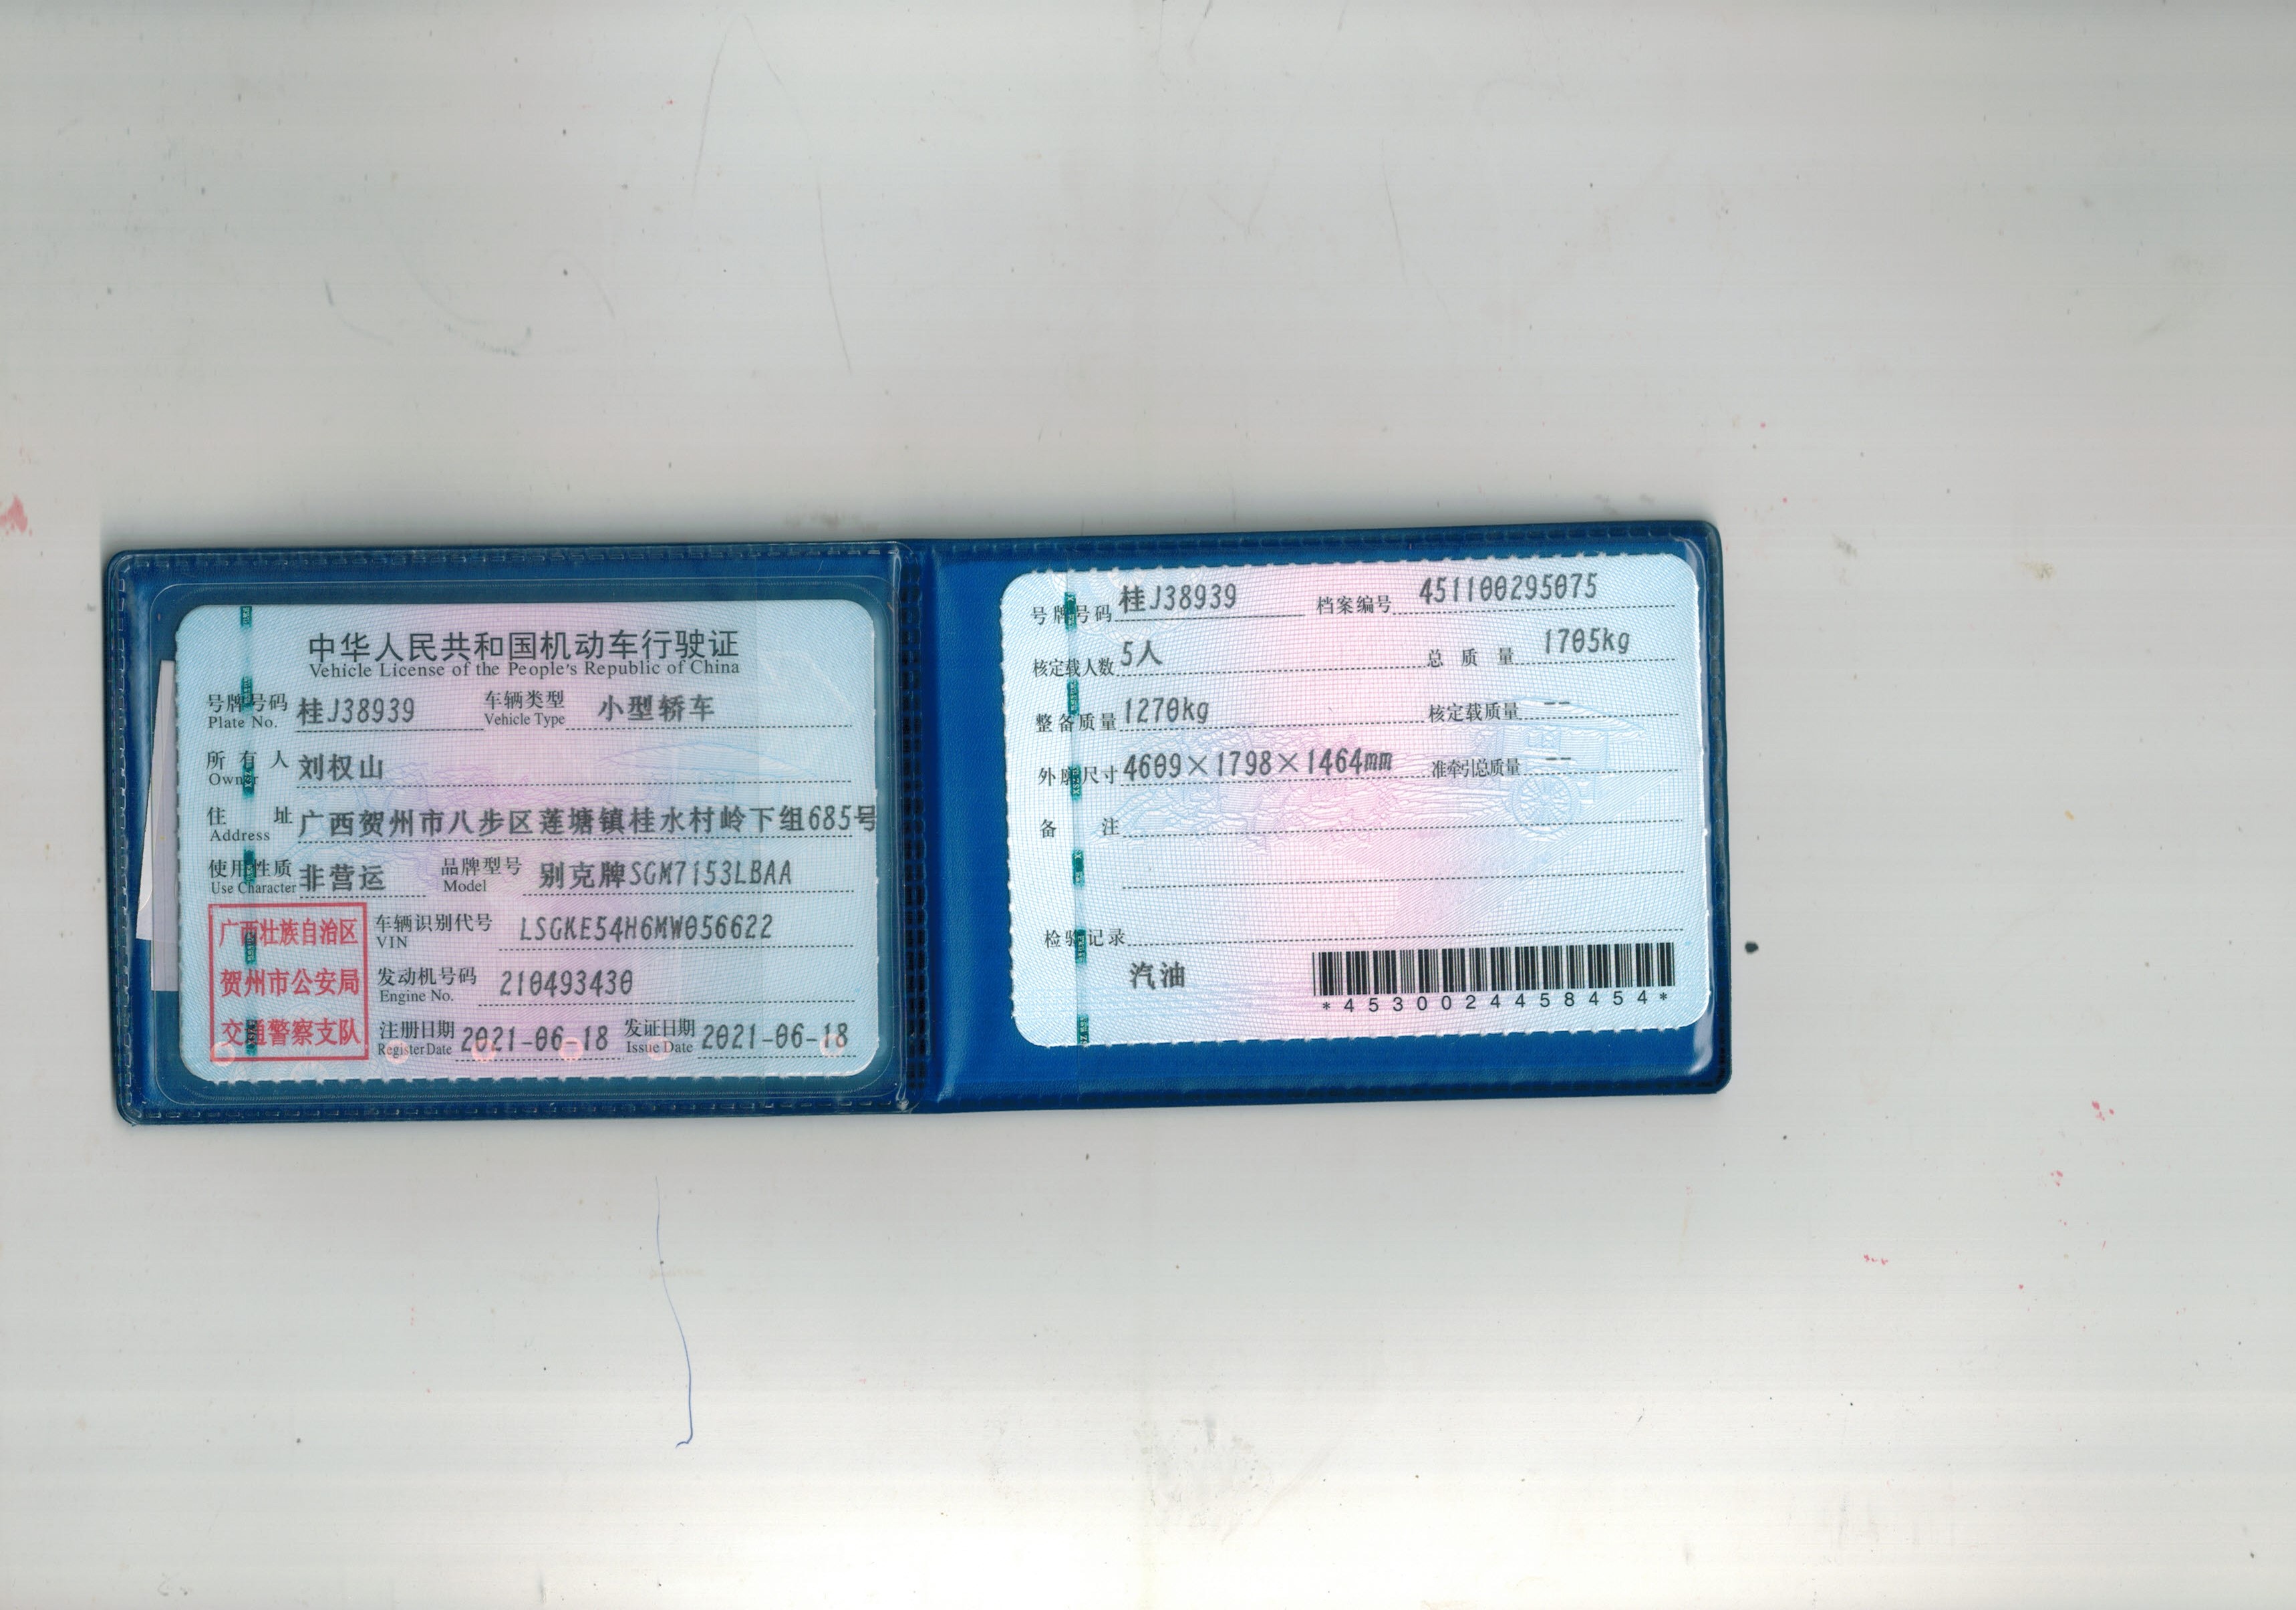 中华人民共和国机动车行驶证
Vehicle License of the People's Republic of China
号牌号码 桂J38939 车辆类型 小型轿车
Plate No. Vehicle Type
所有人 刘权山
Owner
住址 广西贺州市八步区莲塘镇桂水村岭下组685号
Address
使用性质 非营运 品牌型号 别克牌SGM7153LBAA
Use Character Model
广西壮族自治区
贺州市公安局
交通警察支队
车辆识别代号 LSGKE54H6MW056622
VIN
发动机号码 210493430
Engine No.
注册日期 2021-06-18 发证日期 2021-06-18
Register Date Issue Date
号牌号码 桂J38939 档案编号 451100295075
核定载人数 5人 总质量 1705kg
整备质量 1270kg 核定载质量 --
外廓尺寸 4609×1798×1464mm 准牵引总质量 --
备注
检验记录
汽油
*4530024458454*